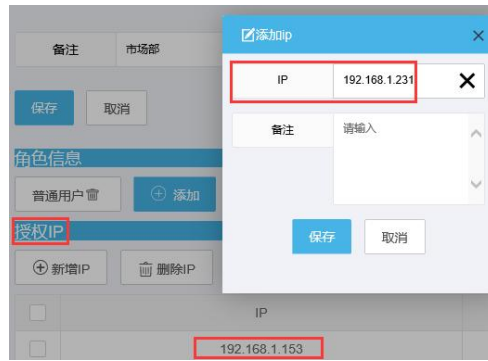 备注 市场部
保存 取消
角色信息
普通用户 添加
授权IP
新增IP 删除IP
IP
192.168.1.153
添加ip
IP 192.168.1.231
备注 请输入
保存 取消